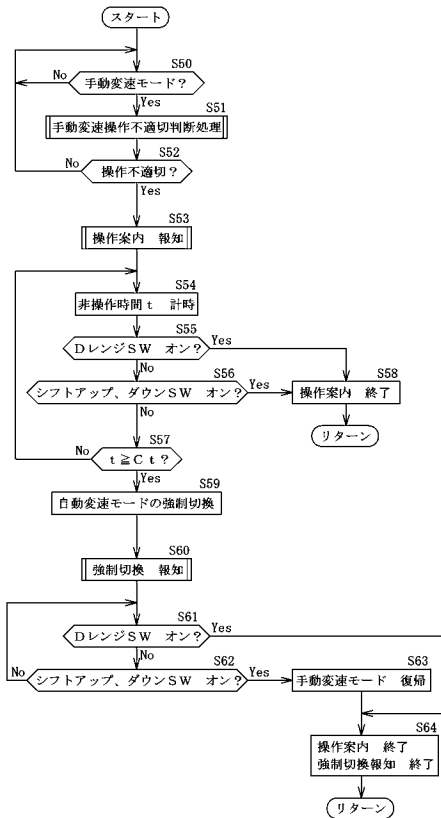 スタート
S50
手動変速モード?
No
Yes
S51
手動変速操作不適切判断処理
S52
操作不適切?
No
Yes
S53
操作案内 報知
S54
非操作時間t 計時
S55
DレンジSW オン?
Yes
No
S56
シフトアップ、ダウンSW オン?
Yes
No
S58
操作案内 終了
リターン
S57
t≧Ct?
No
Yes
S59
自動変速モードの強制切換
S60
強制切換 報知
S61
DレンジSW オン?
Yes
No
S62
シフトアップ、ダウンSW オン?
No
Yes
S63
手動変速モード 復帰
S64
操作案内 終了
強制切換報知 終了
リターン